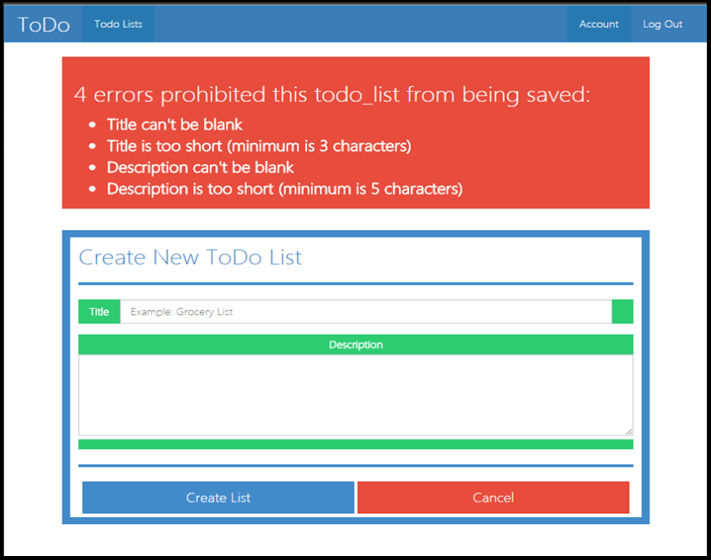 ToDo Todo Lists Account Log Out
4 errors prohibited this todo_list from being saved:
• Title can't be blank
• Title is too short (minimum is 3 characters)
• Description can't be blank
• Description is too short (minimum is 5 characters)
Create New ToDo List
Title Example: Grocery List
Description
Create List Cancel